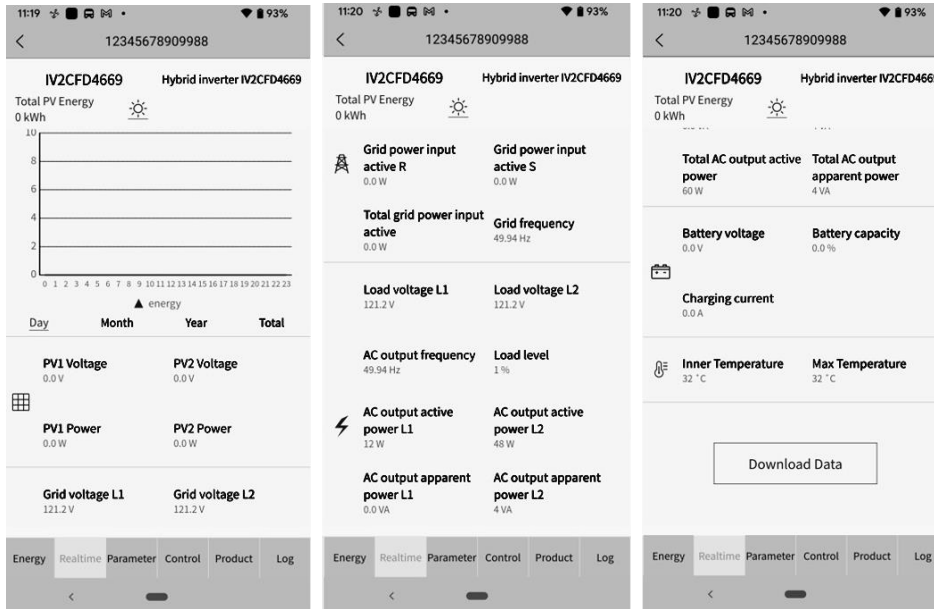 11:19 93%
12345678909988
IV2CFD4669 Hybrid inverter IV2CFD4669
Total PV Energy
0 kWh
10
8
6
4
2
0
0 1 2 3 4 5 6 7 8 9 10 11 12 13 14 15 16 17 18 19 20 21 22 23
energy
Day Month Year Total
PV1 Voltage PV2 Voltage
0.0 V 0.0 V
PV1 Power PV2 Power
0.0 W 0.0 W
Grid voltage L1 Grid voltage L2
121.2 V 121.2 V
Energy Realtime Parameter Control Product Log
11:20 93%
12345678909988
IV2CFD4669 Hybrid inverter IV2CFD4669
Total PV Energy
0 kWh
Grid power input active R Grid power input active S
0.0 W 0.0 W
Total grid power input active Grid frequency
0.0 W 49.94 Hz
Load voltage L1 Load voltage L2
121.2 V 121.2 V
AC output frequency Load level
49.94 Hz 1 %
AC output active power L1 AC output active power L2
12 W 48 W
AC output apparent power L1 AC output apparent power L2
0.0 VA 4 VA
Energy Realtime Parameter Control Product Log
11:20 93%
12345678909988
IV2CFD4669 Hybrid inverter IV2CFD466
Total PV Energy
0 kWh
Total AC output active power Total AC output apparent power
60 W 4 VA
Battery voltage Battery capacity
0.0 V 0.0 %
Charging current
0.0 A
Inner Temperature Max Temperature
32 ˚C 32 ˚C
Download Data
Energy Realtime Parameter Control Product Log